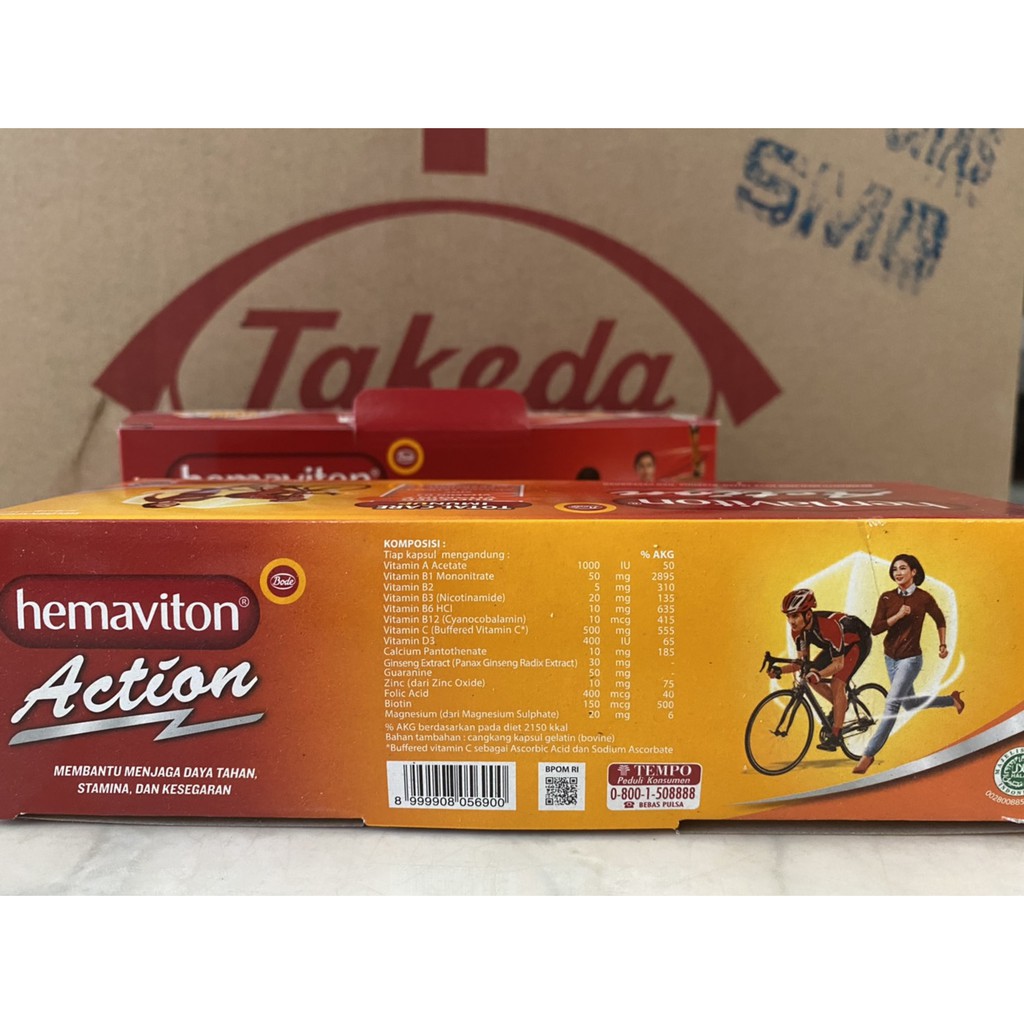 SMB
Takeda
hemaviton
hemaviton®
Action
TOTAL CARE
hemaviton®
Bode
Action
MEMBANTU MENJAGA DAYA TAHAN,
STAMINA, DAN KESEGARAN
KOMPOSISI :
Tiap kapsul mengandung : % AKG
Vitamin A Acetate 1000 IU 50
Vitamin B1 Mononitrate 50 mg 2895
Vitamin B2 5 mg 310
Vitamin B3 (Nicotinamide) 20 mg 135
Vitamin B6 HCl 10 mg 635
Vitamin B12 (Cyanocobalamin) 10 mcg 415
Vitamin C (Buffered Vitamin C*) 500 mg 555
Vitamin D3 400 IU 65
Calcium Pantothenate 10 mg 185
Ginseng Extract (Panax Ginseng Radix Extract) 30 mg -
Guaranine 50 mg -
Zinc (dari Zinc Oxide) 10 mg 75
Folic Acid 400 mcg 40
Biotin 150 mcg 500
Magnesium (dari Magnesium Sulphate) 20 mg 6
% AKG berdasarkan pada diet 2150 kkal
Bahan tambahan : cangkang kapsul gelatin (bovine)
*Buffered vitamin C sebagai Ascorbic Acid dan Sodium Ascorbate
8 999908 056900
BPOM RI
TEMPO
Peduli Konsumen
0-800-1-508888
BEBAS PULSA
HALAL